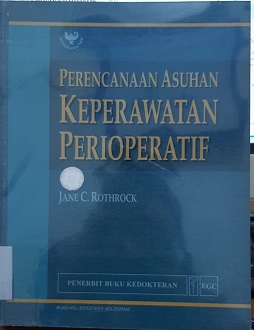 PERENCANAAN ASUHAN
KEPERAWATAN
PERIOPERATIF
JANE C. ROTHROCK
PENERBIT BUKU KEDOKTERAN
EGC